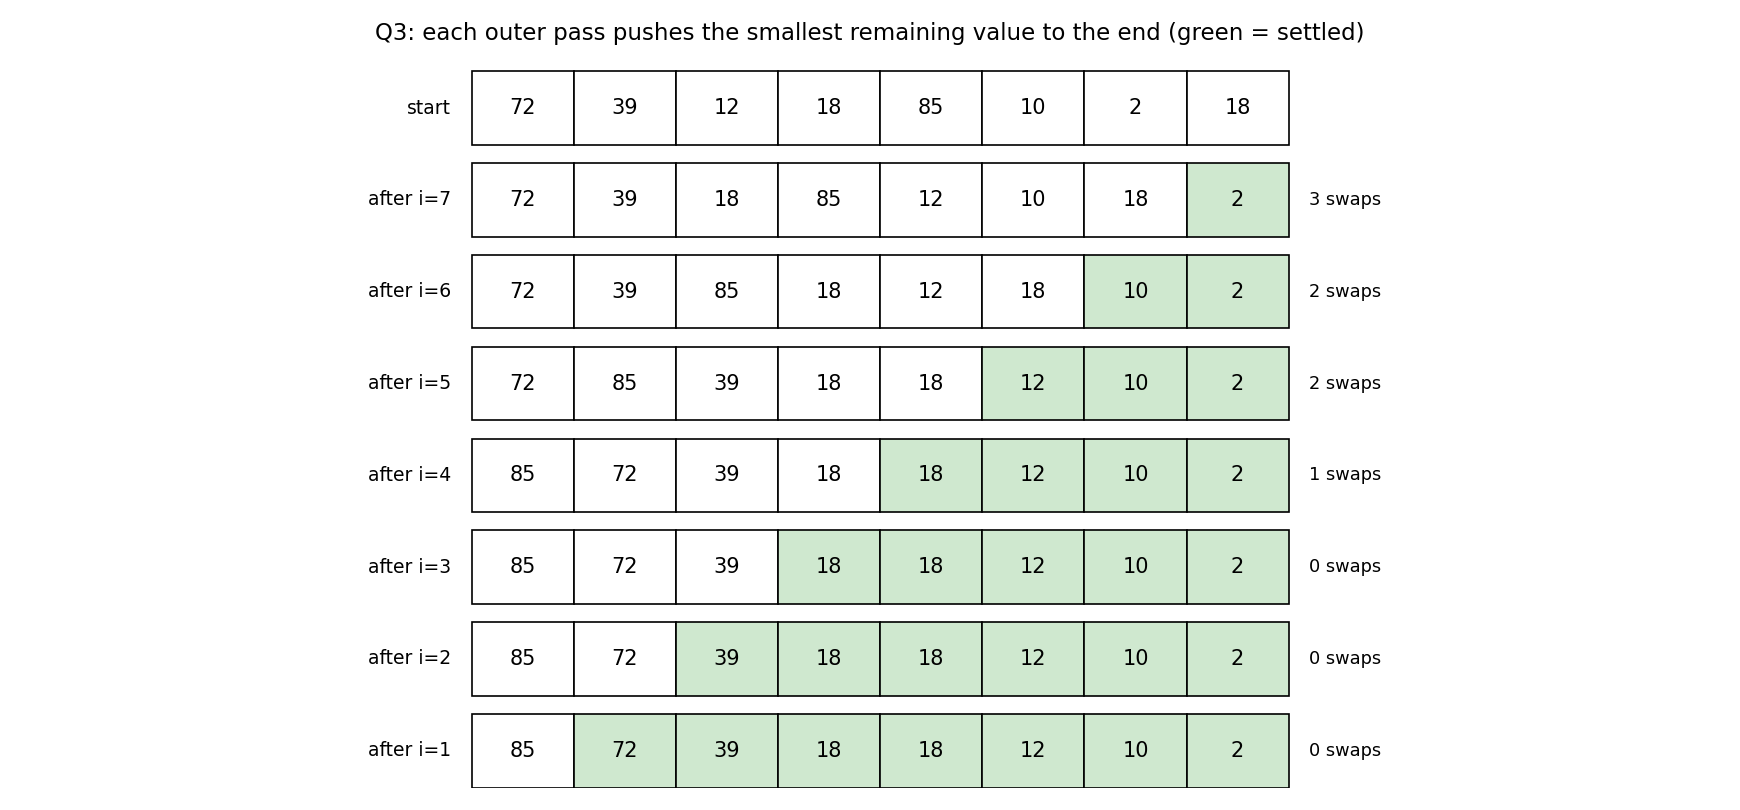 Q3: each outer pass pushes the smallest remaining value to the end (green = settled)
start 72 39 12 18 85 10 2 18
after i=7 72 39 18 85 12 10 18 2 3 swaps
after i=6 72 39 85 18 12 18 10 2 2 swaps
after i=5 72 85 39 18 18 12 10 2 2 swaps
after i=4 85 72 39 18 18 12 10 2 1 swaps
after i=3 85 72 39 18 18 12 10 2 0 swaps
after i=2 85 72 39 18 18 12 10 2 0 swaps
after i=1 85 72 39 18 18 12 10 2 0 swaps